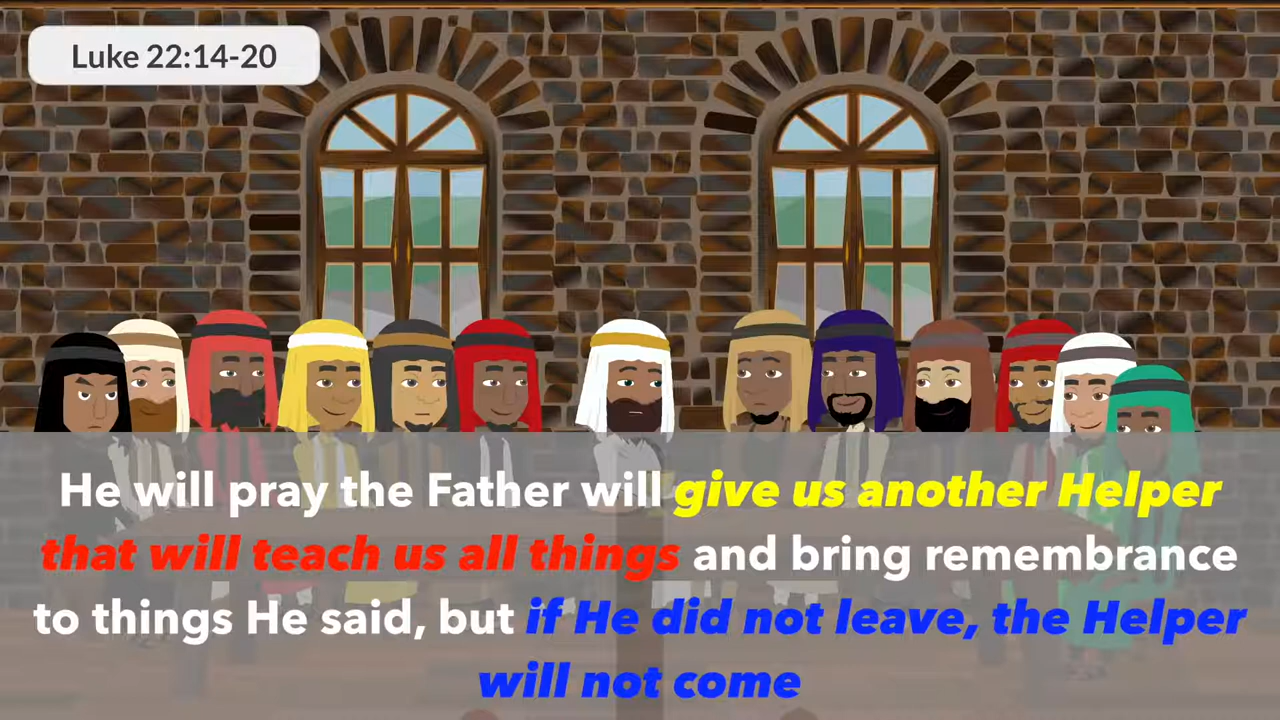 Luke 22:14-20
He will pray the Father will give us another Helper
that will teach us all things and bring remembrance
to things He said, but if He did not leave, the Helper
will not come